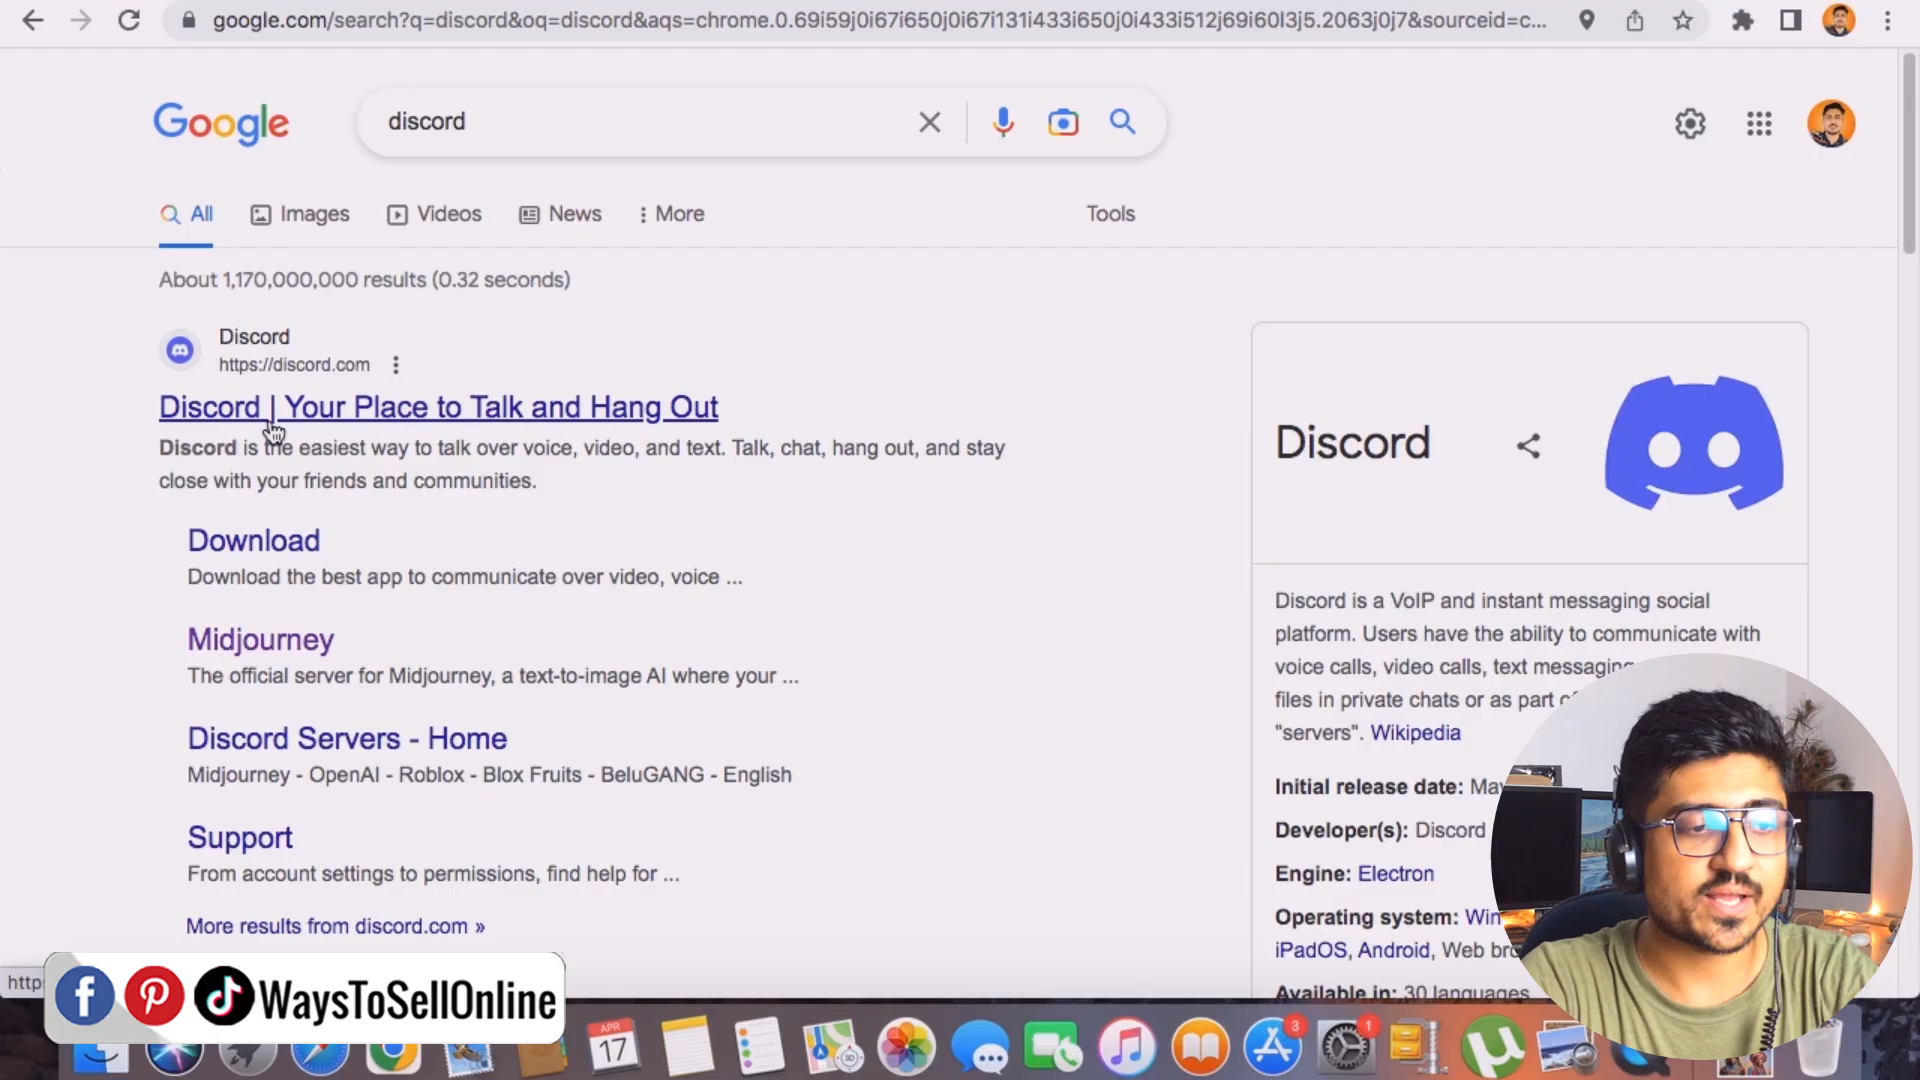 google.com/search?q=discord&oq=discord&aqs=chrome.0.69i59j0i67i650j0i67i131i433i650j0i433i512j69i60l3j5.2063j0j7&sourceid=c...
Google
discord
All
Images
Videos
News
More
Tools
About 1,170,000,000 results (0.32 seconds)
Discord
https://discord.com
Discord | Your Place to Talk and Hang Out
Discord is the easiest way to talk over voice, video, and text. Talk, chat, hang out, and stay
close with your friends and communities.
Download
Download the best app to communicate over video, voice ...
Midjourney
The official server for Midjourney, a text-to-image AI where your ...
Discord Servers - Home
Midjourney - OpenAI - Roblox - Blox Fruits - BeluGANG - English
Support
From account settings to permissions, find help for ...
More results from discord.com »
Discord
Discord is a VoIP and instant messaging social
platform. Users have the ability to communicate with
voice calls, video calls, text messaging
files in private chats or as part
"servers". Wikipedia
Initial release date: May
Developer(s): Discord
Engine: Electron
Operating system: Win
iPadOS, Android, Web
Available in: 30 languages
http
WaysToSellOnline
APR
17
3D
3
1